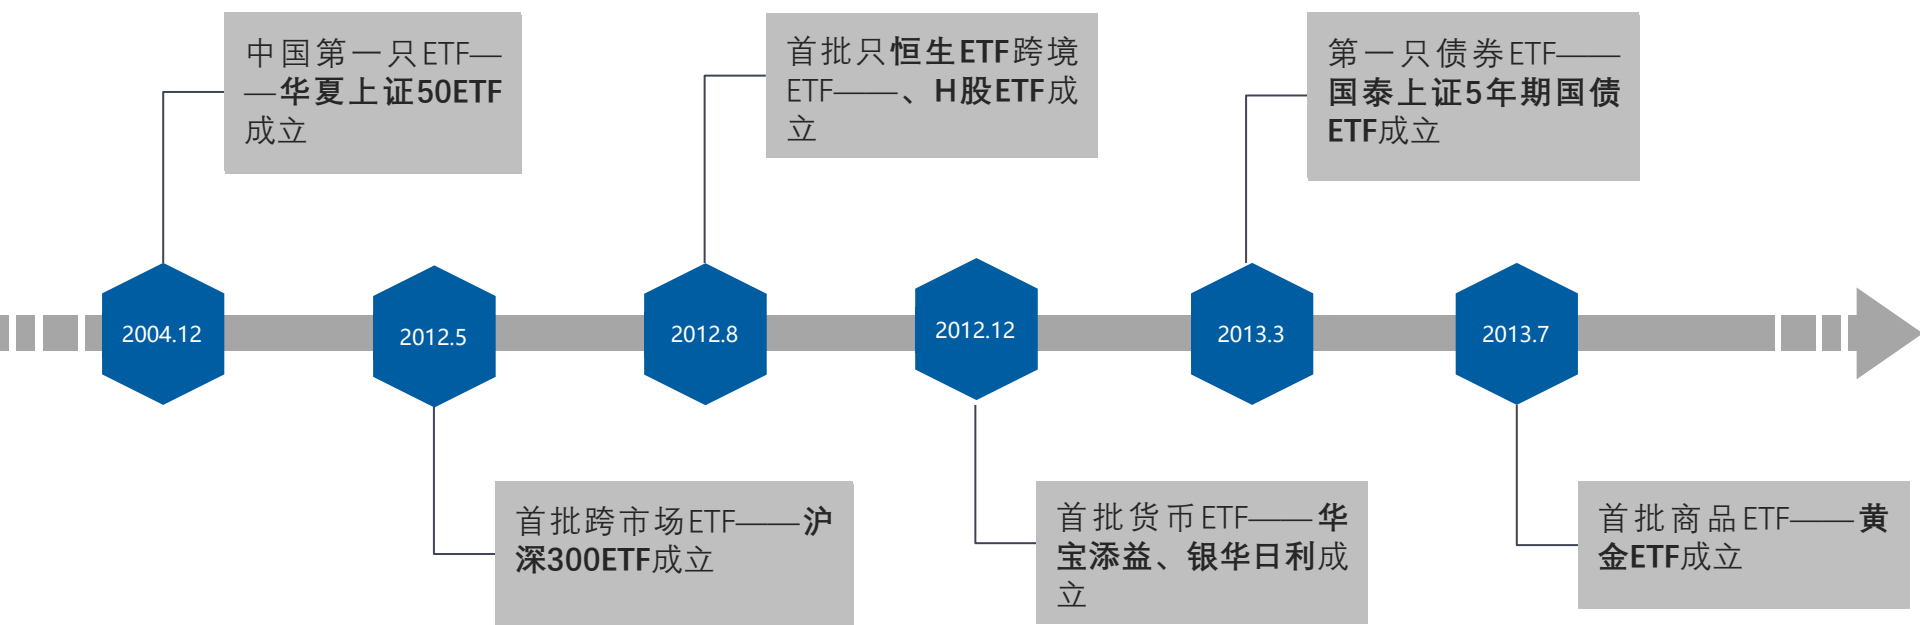 中国第一只ETF—
—华夏上证50ETF
成立
首批只恒生ETF跨境
ETF——、H股ETF成
立
第一只债券ETF——
国泰上证5年期国债
ETF成立
2004.12
2012.5
2012.8
2012.12
2013.3
2013.7
首批跨市场ETF——沪
深300ETF成立
首批货币ETF——华
宝添益、银华日利成
立
首批商品ETF——黄
金ETF成立